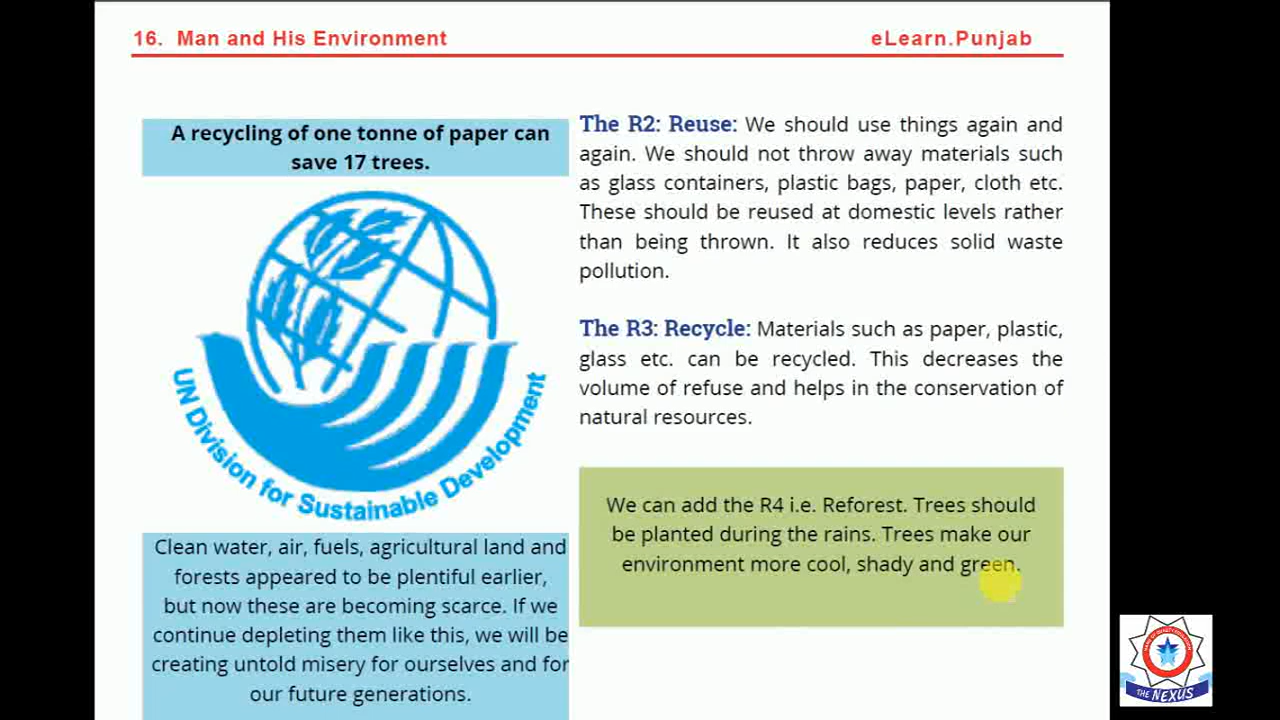 16. Man and His Environment
eLearn.Punjab
A recycling of one tonne of paper can
save 17 trees.
UN Division for Sustainable Development
Clean water, air, fuels, agricultural land and
forests appeared to be plentiful earlier,
but now these are becoming scarce. If we
continue depleting them like this, we will be
creating untold misery for ourselves and for
our future generations.
The R2: Reuse: We should use things again and
again. We should not throw away materials such
as glass containers, plastic bags, paper, cloth etc.
These should be reused at domestic levels rather
than being thrown. It also reduces solid waste
pollution.
The R3: Recycle: Materials such as paper, plastic,
glass etc. can be recycled. This decreases the
volume of refuse and helps in the conservation of
natural resources.
We can add the R4 i.e. Reforest. Trees should
be planted during the rains. Trees make our
environment more cool, shady and green.
THE NEXUS